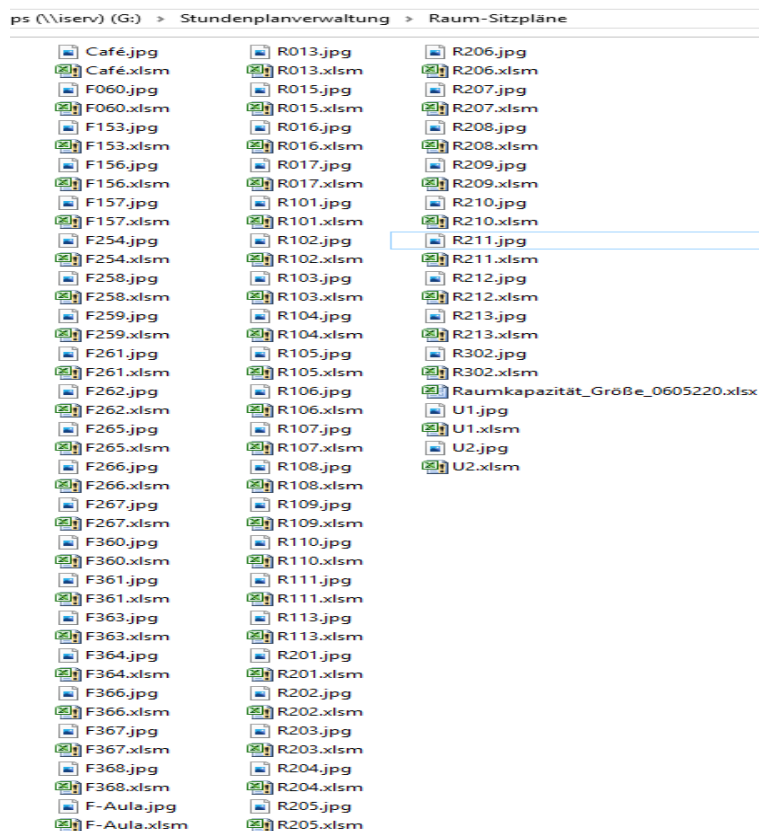 ps (\\iserv) (G:) > Stundenplanverwaltung > Raum-Sitzpläne
Café.jpg
Café.xlsm
F060.jpg
F060.xlsm
F153.jpg
F153.xlsm
F156.jpg
F156.xlsm
F157.jpg
F157.xlsm
F254.jpg
F254.xlsm
F258.jpg
F258.xlsm
F259.jpg
F259.xlsm
F261.jpg
F261.xlsm
F262.jpg
F262.xlsm
F265.jpg
F265.xlsm
F266.jpg
F266.xlsm
F267.jpg
F267.xlsm
F360.jpg
F360.xlsm
F361.jpg
F361.xlsm
F363.jpg
F363.xlsm
F364.jpg
F364.xlsm
F366.jpg
F366.xlsm
F367.jpg
F367.xlsm
F368.jpg
F368.xlsm
F-Aula.jpg
F-Aula.xlsm
R013.jpg
R013.xlsm
R015.jpg
R015.xlsm
R016.jpg
R016.xlsm
R017.jpg
R017.xlsm
R101.jpg
R101.xlsm
R102.jpg
R102.xlsm
R103.jpg
R103.xlsm
R104.jpg
R104.xlsm
R105.jpg
R105.xlsm
R106.jpg
R106.xlsm
R107.jpg
R107.xlsm
R108.jpg
R108.xlsm
R109.jpg
R109.xlsm
R110.jpg
R110.xlsm
R111.jpg
R111.xlsm
R113.jpg
R113.xlsm
R201.jpg
R201.xlsm
R202.jpg
R202.xlsm
R203.jpg
R203.xlsm
R204.jpg
R204.xlsm
R205.jpg
R205.xlsm
R206.jpg
R206.xlsm
R207.jpg
R207.xlsm
R208.jpg
R208.xlsm
R209.jpg
R209.xlsm
R210.jpg
R210.xlsm
R211.jpg
R211.xlsm
R212.jpg
R212.xlsm
R213.jpg
R213.xlsm
R302.jpg
R302.xlsm
Raumkapazität_Größe_0605220.xlsx
U1.jpg
U1.xlsm
U2.jpg
U2.xlsm